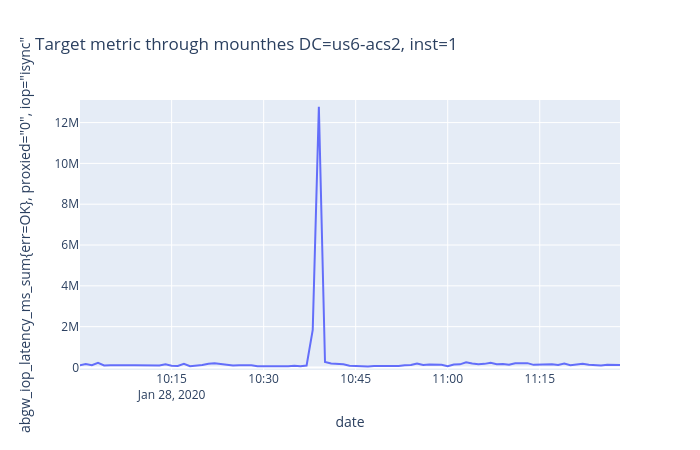 Target metric through mounthes DC=us6-acs2, inst=1
abgw_iop_latency_ms_sum{err=OK}, proxied="0", iop="isync"
12M
10M
8M
6M
4M
2M
0
10:15
10:30
10:45
11:00
11:15
Jan 28, 2020
date